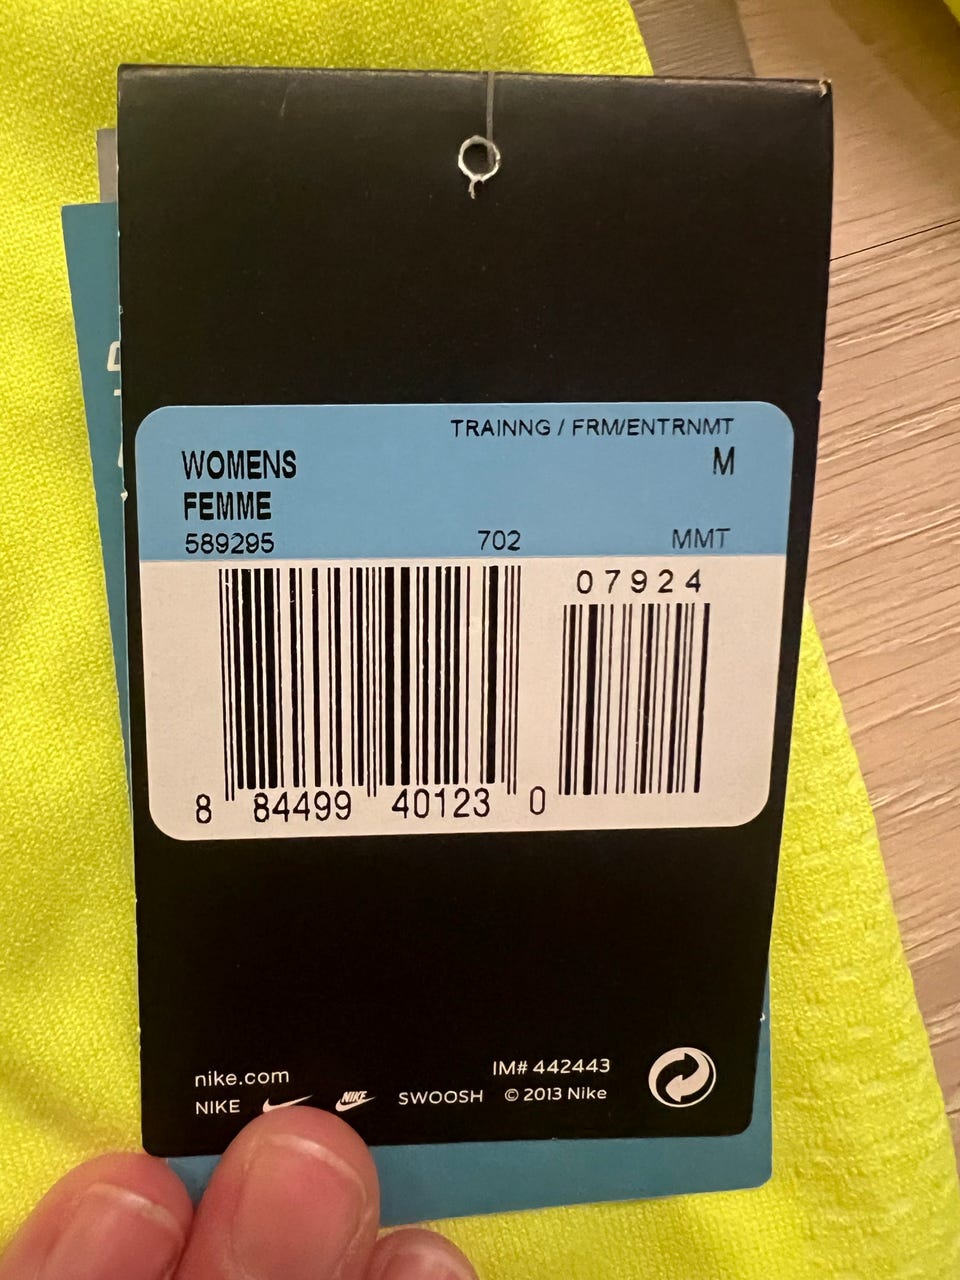 TRAINNG / FRM/ENTRNMT
WOMENS M
FEMME
589295 702 MMT
07924
8 84499 40123 0
nike.com IM# 442443
NIKE NIKE SWOOSH © 2013 Nike